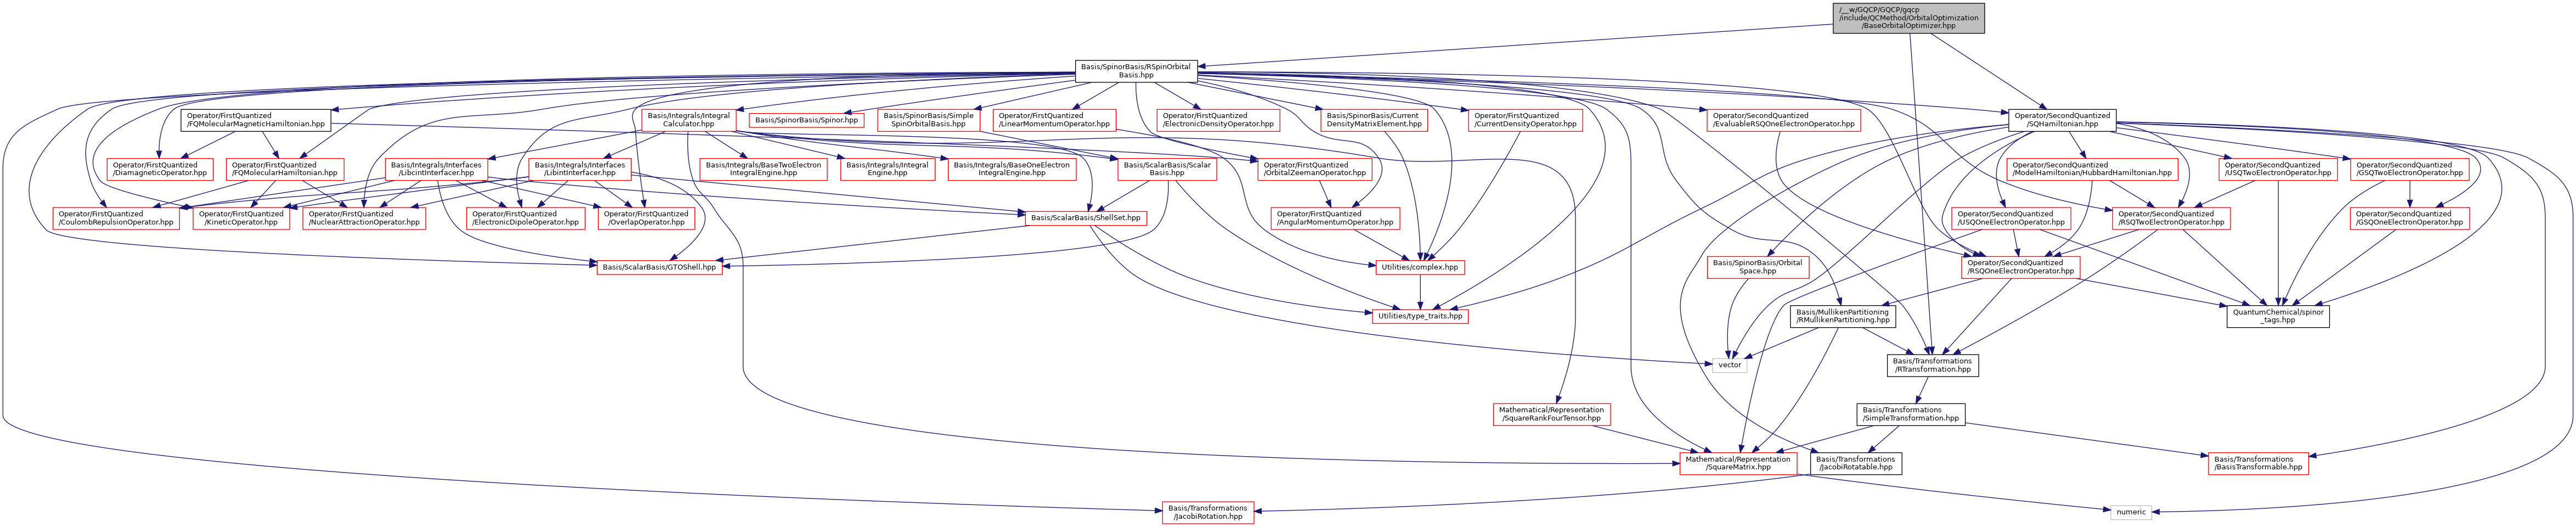 /__w/GQCP/GQCP/gqcp
/include/QCMethod/OrbitalOptimization
/BaseOrbitalOptimizer.hpp
Basis/SpinorBasis/RSpinOrbital
Basis.hpp
Operator/FirstQuantized
/FQMolecularMagneticHamiltonian.hpp
Basis/Integrals/Integral
Calculator.hpp
Basis/SpinorBasis/Spinor.hpp
Basis/SpinorBasis/Simple
SpinOrbitalBasis.hpp
Operator/FirstQuantized
/LinearMomentumOperator.hpp
Operator/FirstQuantized
/ElectronicDensityOperator.hpp
Basis/SpinorBasis/Current
DensityMatrixElement.hpp
Operator/FirstQuantized
/CurrentDensityOperator.hpp
Operator/SecondQuantized
/EvaluableRSQOneElectronOperator.hpp
Operator/SecondQuantized
/SQHamiltonian.hpp
Operator/FirstQuantized
/DiamagneticOperator.hpp
Operator/FirstQuantized
/FQMolecularHamiltonian.hpp
Basis/Integrals/Interfaces
/LibcintInterfacer.hpp
Basis/Integrals/Interfaces
/LibintInterfacer.hpp
Basis/Integrals/BaseTwoElectron
IntegralEngine.hpp
Basis/Integrals/Integral
Engine.hpp
Basis/Integrals/BaseOneElectron
IntegralEngine.hpp
Basis/ScalarBasis/Scalar
Basis.hpp
Operator/FirstQuantized
/OrbitalZeemanOperator.hpp
Operator/SecondQuantized
/ModelHamiltonian/HubbardHamiltonian.hpp
Operator/SecondQuantized
/USQTwoElectronOperator.hpp
Operator/SecondQuantized
/GSQTwoElectronOperator.hpp
Operator/FirstQuantized
/CoulombRepulsionOperator.hpp
Operator/FirstQuantized
/KineticOperator.hpp
Operator/FirstQuantized
/NuclearAttractionOperator.hpp
Operator/FirstQuantized
/ElectronicDipoleOperator.hpp
Operator/FirstQuantized
/OverlapOperator.hpp
Basis/ScalarBasis/ShellSet.hpp
Operator/FirstQuantized
/AngularMomentumOperator.hpp
Operator/SecondQuantized
/USQOneElectronOperator.hpp
Operator/SecondQuantized
/RSQTwoElectronOperator.hpp
Operator/SecondQuantized
/GSQOneElectronOperator.hpp
Basis/ScalarBasis/GTOShell.hpp
Utilities/complex.hpp
Basis/SpinorBasis/Orbital
Space.hpp
Operator/SecondQuantized
/RSQOneElectronOperator.hpp
Utilities/type_traits.hpp
Basis/MullikenPartitioning
/RMullikenPartitioning.hpp
QuantumChemical/spinor
_tags.hpp
vector
Basis/Transformations
/RTransformation.hpp
Mathematical/Representation
/SquareRankFourTensor.hpp
Basis/Transformations
/SimpleTransformation.hpp
Mathematical/Representation
/SquareMatrix.hpp
Basis/Transformations
/JacobiRotatable.hpp
Basis/Transformations
/BasisTransformable.hpp
Basis/Transformations
/JacobiRotation.hpp
numeric